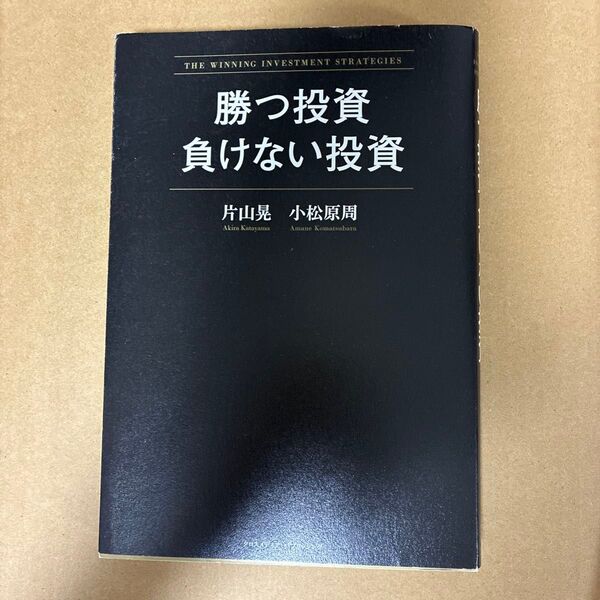 THE WINNING INVESTMENT STRATEGIES
勝つ投資
負けない投資
片山晃 小松原周
Akira Katayama Amane Komatsubara